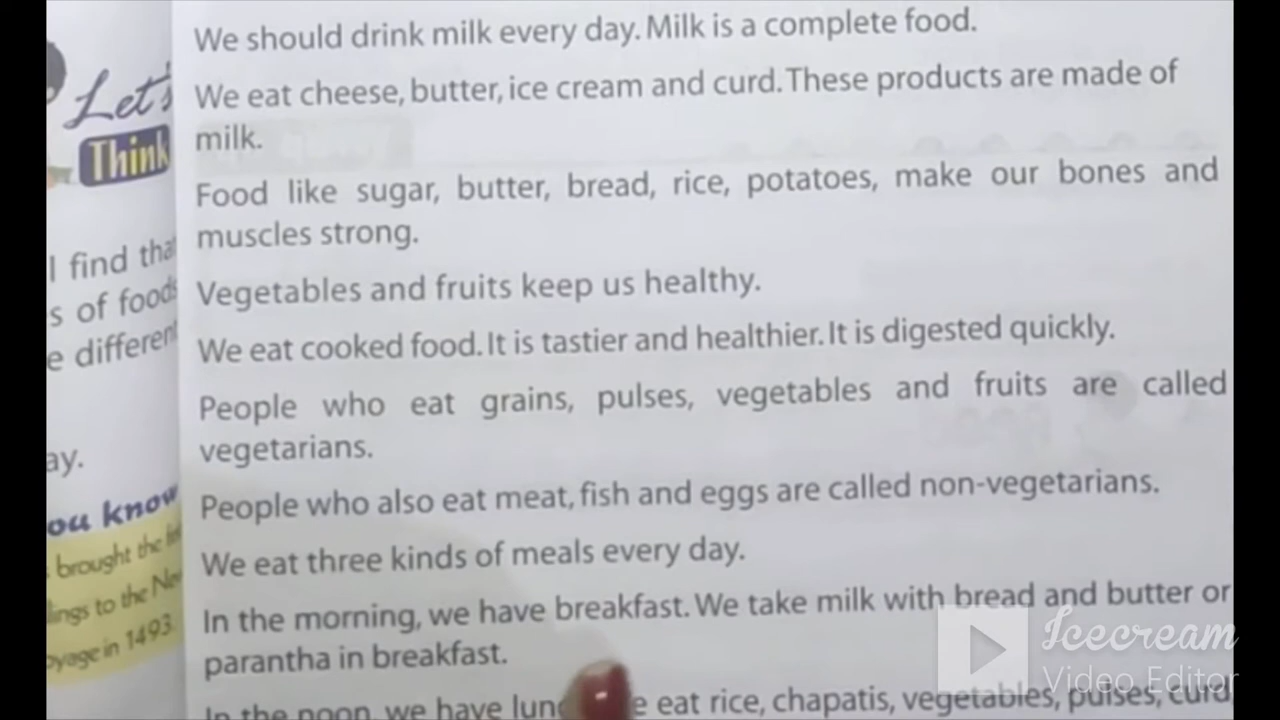 Let's
Think
I find
s of foods
e different
ay.
ou know
brought the
ings to the
oyage in 1493.
We should drink milk every day. Milk is a complete food.
We eat cheese, butter, ice cream and curd. These products are made of
milk.
Food like sugar, butter, bread, rice, potatoes, make our bones and
muscles strong.
Vegetables and fruits keep us healthy.
We eat cooked food. It is tastier and healthier. It is digested quickly.
People who eat grains, pulses, vegetables and fruits are called
vegetarians.
People who also eat meat, fish and eggs are called non-vegetarians.
We eat three kinds of meals every day.
In the morning, we have breakfast. We take milk with bread and butter or
parantha in breakfast.
In the noon, we have eat rice, chapatis, vegetables, pulses, curd
Icecream
Video Editor